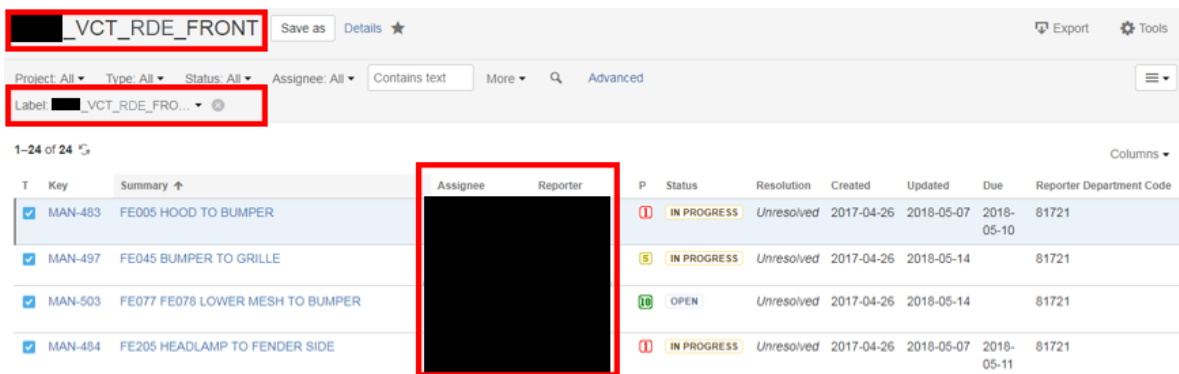 _VCT_RDE_FRONT Save as Details Export Tools
Project: All Type: All Status: All Assignee: All Contains text More Advanced
Label: _VCT_RDE_FRO...
1–24 of 24
Columns
T Key Summary Assignee Reporter P Status Resolution Created Updated Due Reporter Department Code
MAN-483 FE005 HOOD TO BUMPER 1 IN PROGRESS Unresolved 2017-04-26 2018-05-07 2018-05-10 81721
MAN-497 FE045 BUMPER TO GRILLE 5 IN PROGRESS Unresolved 2017-04-26 2018-05-14 81721
MAN-503 FE077 FE078 LOWER MESH TO BUMPER 10 OPEN Unresolved 2017-04-26 2018-05-14 81721
MAN-484 FE205 HEADLAMP TO FENDER SIDE 1 IN PROGRESS Unresolved 2017-04-26 2018-05-07 2018-05-11 81721